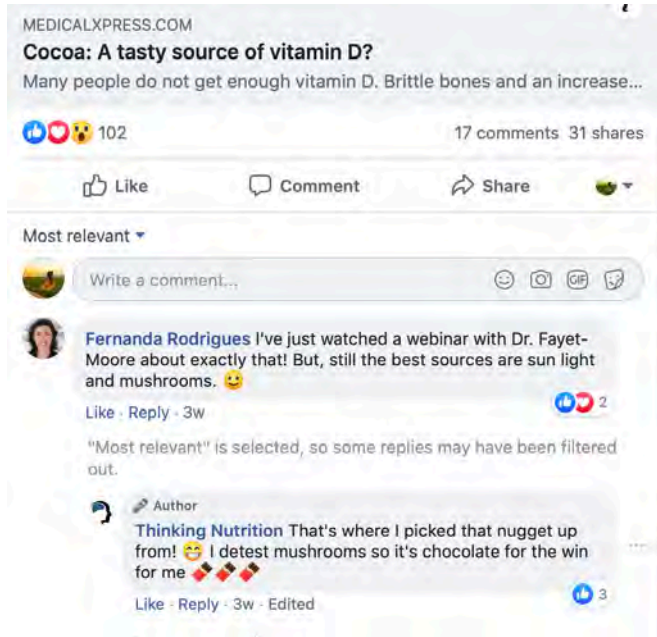 MEDICALXPRESS.COM
Cocoa: A tasty source of vitamin D?
Many people do not get enough vitamin D. Brittle bones and an increase...
102
17 comments 31 shares
Like
Comment
Share
Most relevant
Write a comment...
GIF
Fernanda Rodrigues I've just watched a webinar with Dr. Fayet-
Moore about exactly that! But, still the best sources are sun light
and mushrooms. 😀
Like · Reply · 3w
2
"Most relevant" is selected, so some replies may have been filtered
out.
Author
Thinking Nutrition That's where I picked that nugget up
from! 😁 I detest mushrooms so it's chocolate for the win
for me 🍫🍫🍫
Like · Reply · 3w · Edited
3